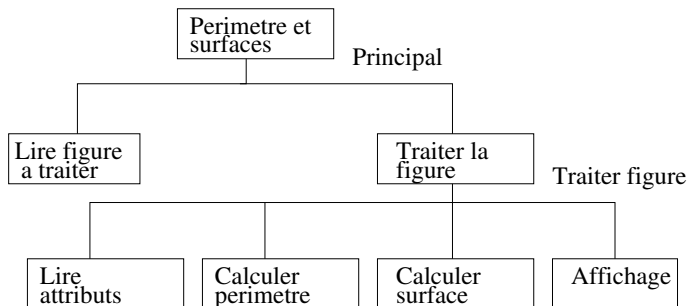 Perimetre et
surfaces
Principal
Lire figure
a traiter
Traiter la
figure
Traiter figure
Lire
attributs
Calculer
perimetre
Calculer
surface
Affichage